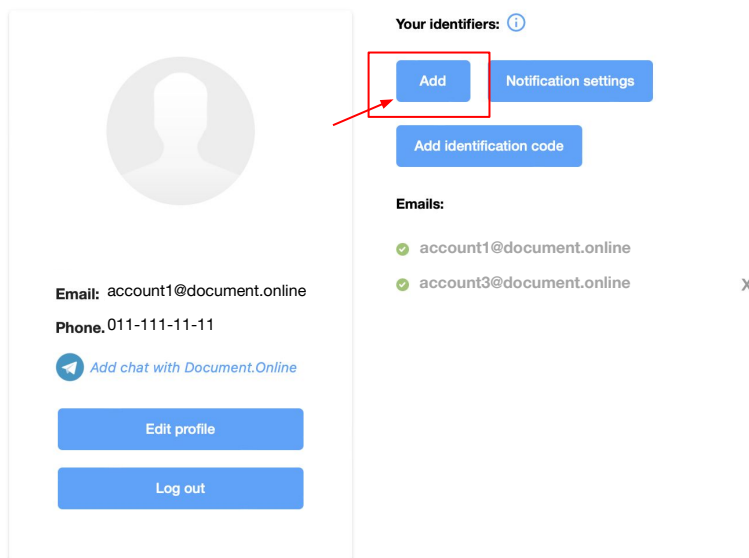 Your identifiers:
Add
Notification settings
Add identification code
Emails:
account1@document.online
account3@document.online
X
Email: account1@document.online
Phone. 011-111-11-11
Add chat with Document.Online
Edit profile
Log out